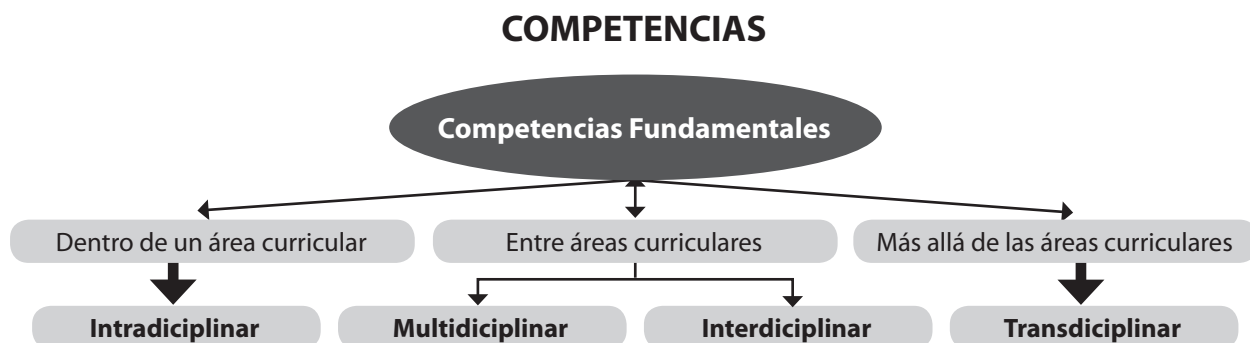 COMPETENCIAS
Competencias Fundamentales
Dentro de un área curricular
Entre áreas curriculares
Más allá de las áreas curriculares
Intradiciplinar
Multidiciplinar
Interdiciplinar
Transdiciplinar